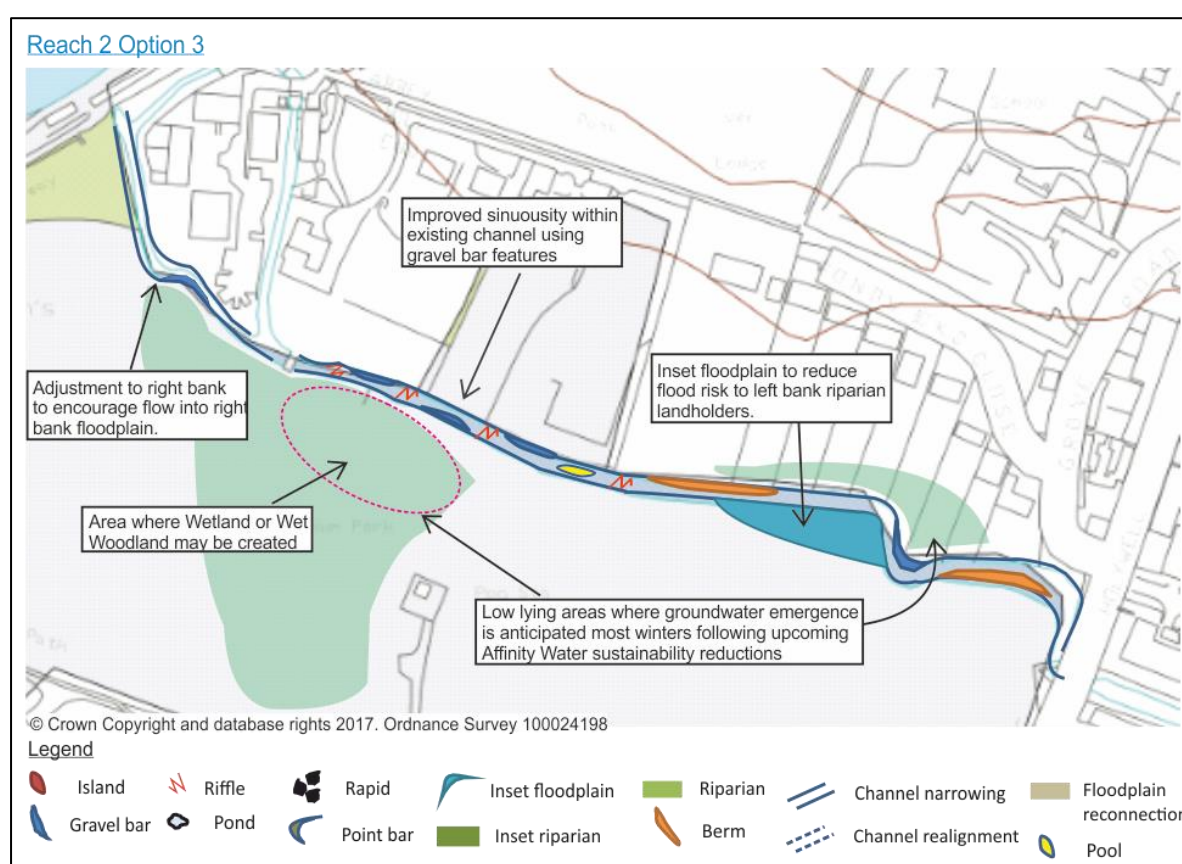 Reach 2 Option 3
Improved sinuousity within
existing channel using
gravel bar features
Inset floodplain to reduce
flood risk to left bank riparian
landholders.
Adjustment to right bank
to encourage flow into right
bank floodplain.
Area where Wetland or Wet
Woodland may be created
Low lying areas where groundwater emergence
is anticipated most winters following upcoming
Affinity Water sustainability reductions
Path
© Crown Copyright and database rights 2017. Ordnance Survey 100024198
Legend
Island
Riffle
Rapid
Inset floodplain
Riparian
Channel narrowing
Floodplain
reconnection
Gravel bar
Pond
Point bar
Inset riparian
Berm
Channel realignment
Pool